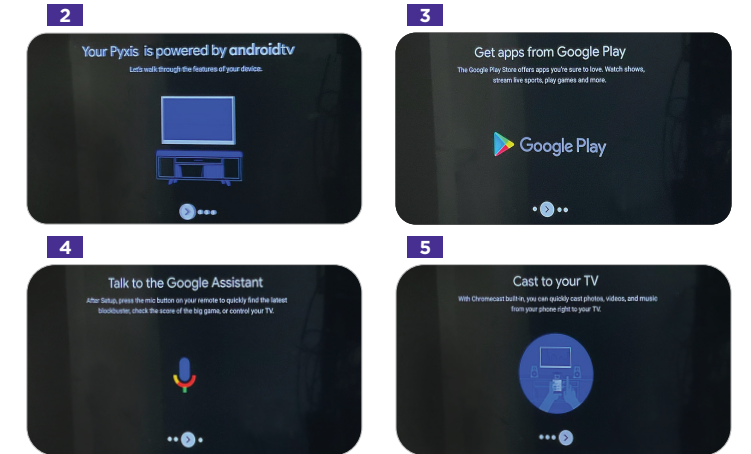 2
Your Pyxis is powered by androidtv
Let's walk through the features of your device.
3
Get apps from Google Play
The Google Play Store offers apps you're sure to love. Watch shows,
stream live sports, play games and more.
Google Play
4
Talk to the Google Assistant
After Setup, press the mic button on your remote to quickly find the latest
blockbuster, check the score of the big game, or control your TV.
5
Cast to your TV
With Chromecast built-in, you can quickly cast photos, videos, and music
from your phone right to your TV.